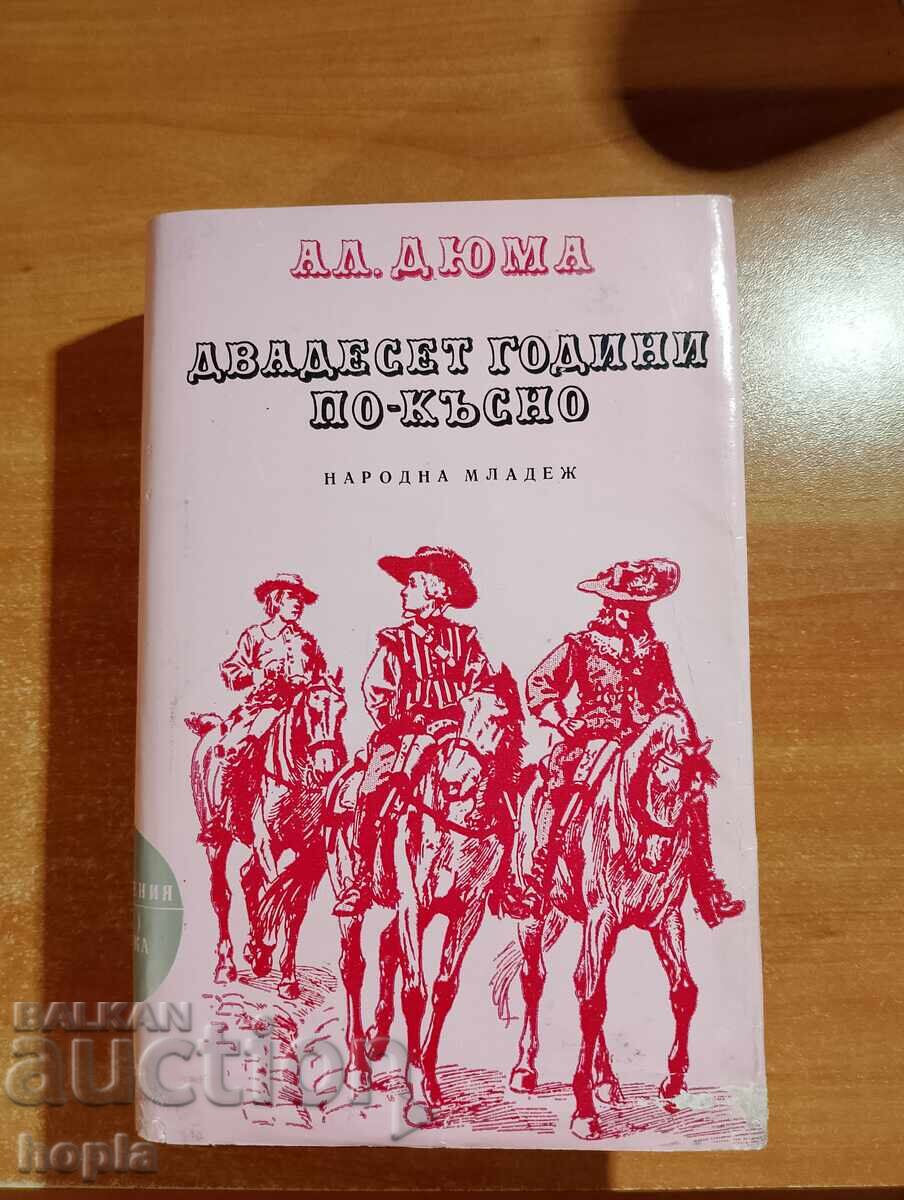 АЛ. ДЮМА
ДВАДЕСЕТ ГОДИНИ
ПО-КЪСНО
НАРОДНА МЛАДЕЖ
BALKAN
auction
hopla